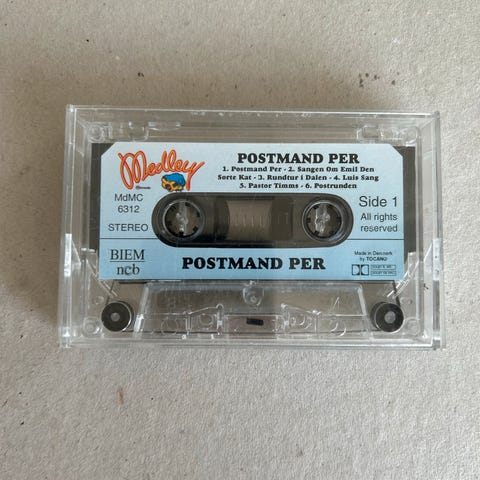 Medley
POSTMAND PER
1. Postmand Per - 2. Sangen Om Emil Den
Sorte Kat - 3. Rundtur i Dalen - 4. Luis Sang
5. Pastor Timms - 6. Postrunden
MdMC
6312
STEREO
Side 1
All rights
reserved
BIEM
ncb
POSTMAND PER
Made in Denmark
by TOCANO